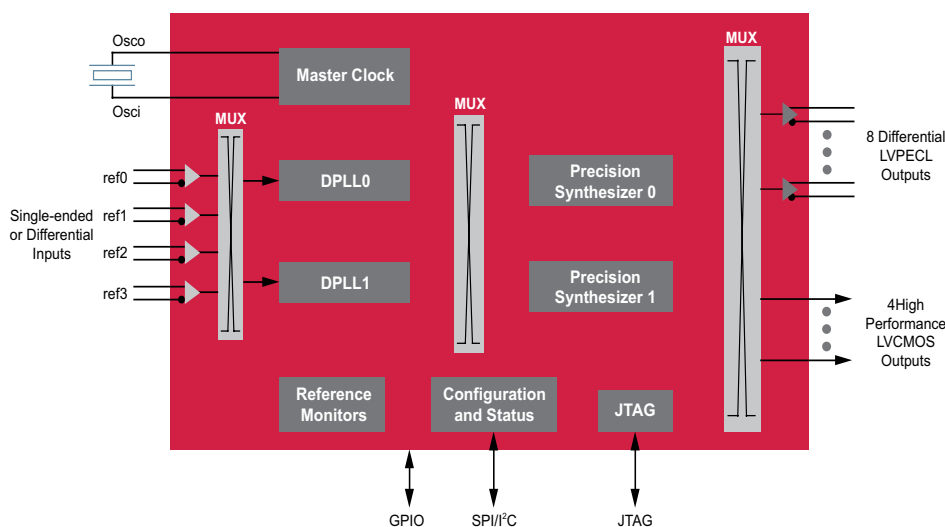 Osco
Osci
Master Clock
MUX
MUX
MUX
ref0
ref1
ref2
ref3
Single-ended
or Differential
Inputs
DPLL0
DPLL1
Precision
Synthesizer 0
Precision
Synthesizer 1
8 Differential
LVPECL
Outputs
4High
Performance
LVCMOS
Outputs
Reference
Monitors
Configuration
and Status
JTAG
GPIO
SPI/I²C
JTAG